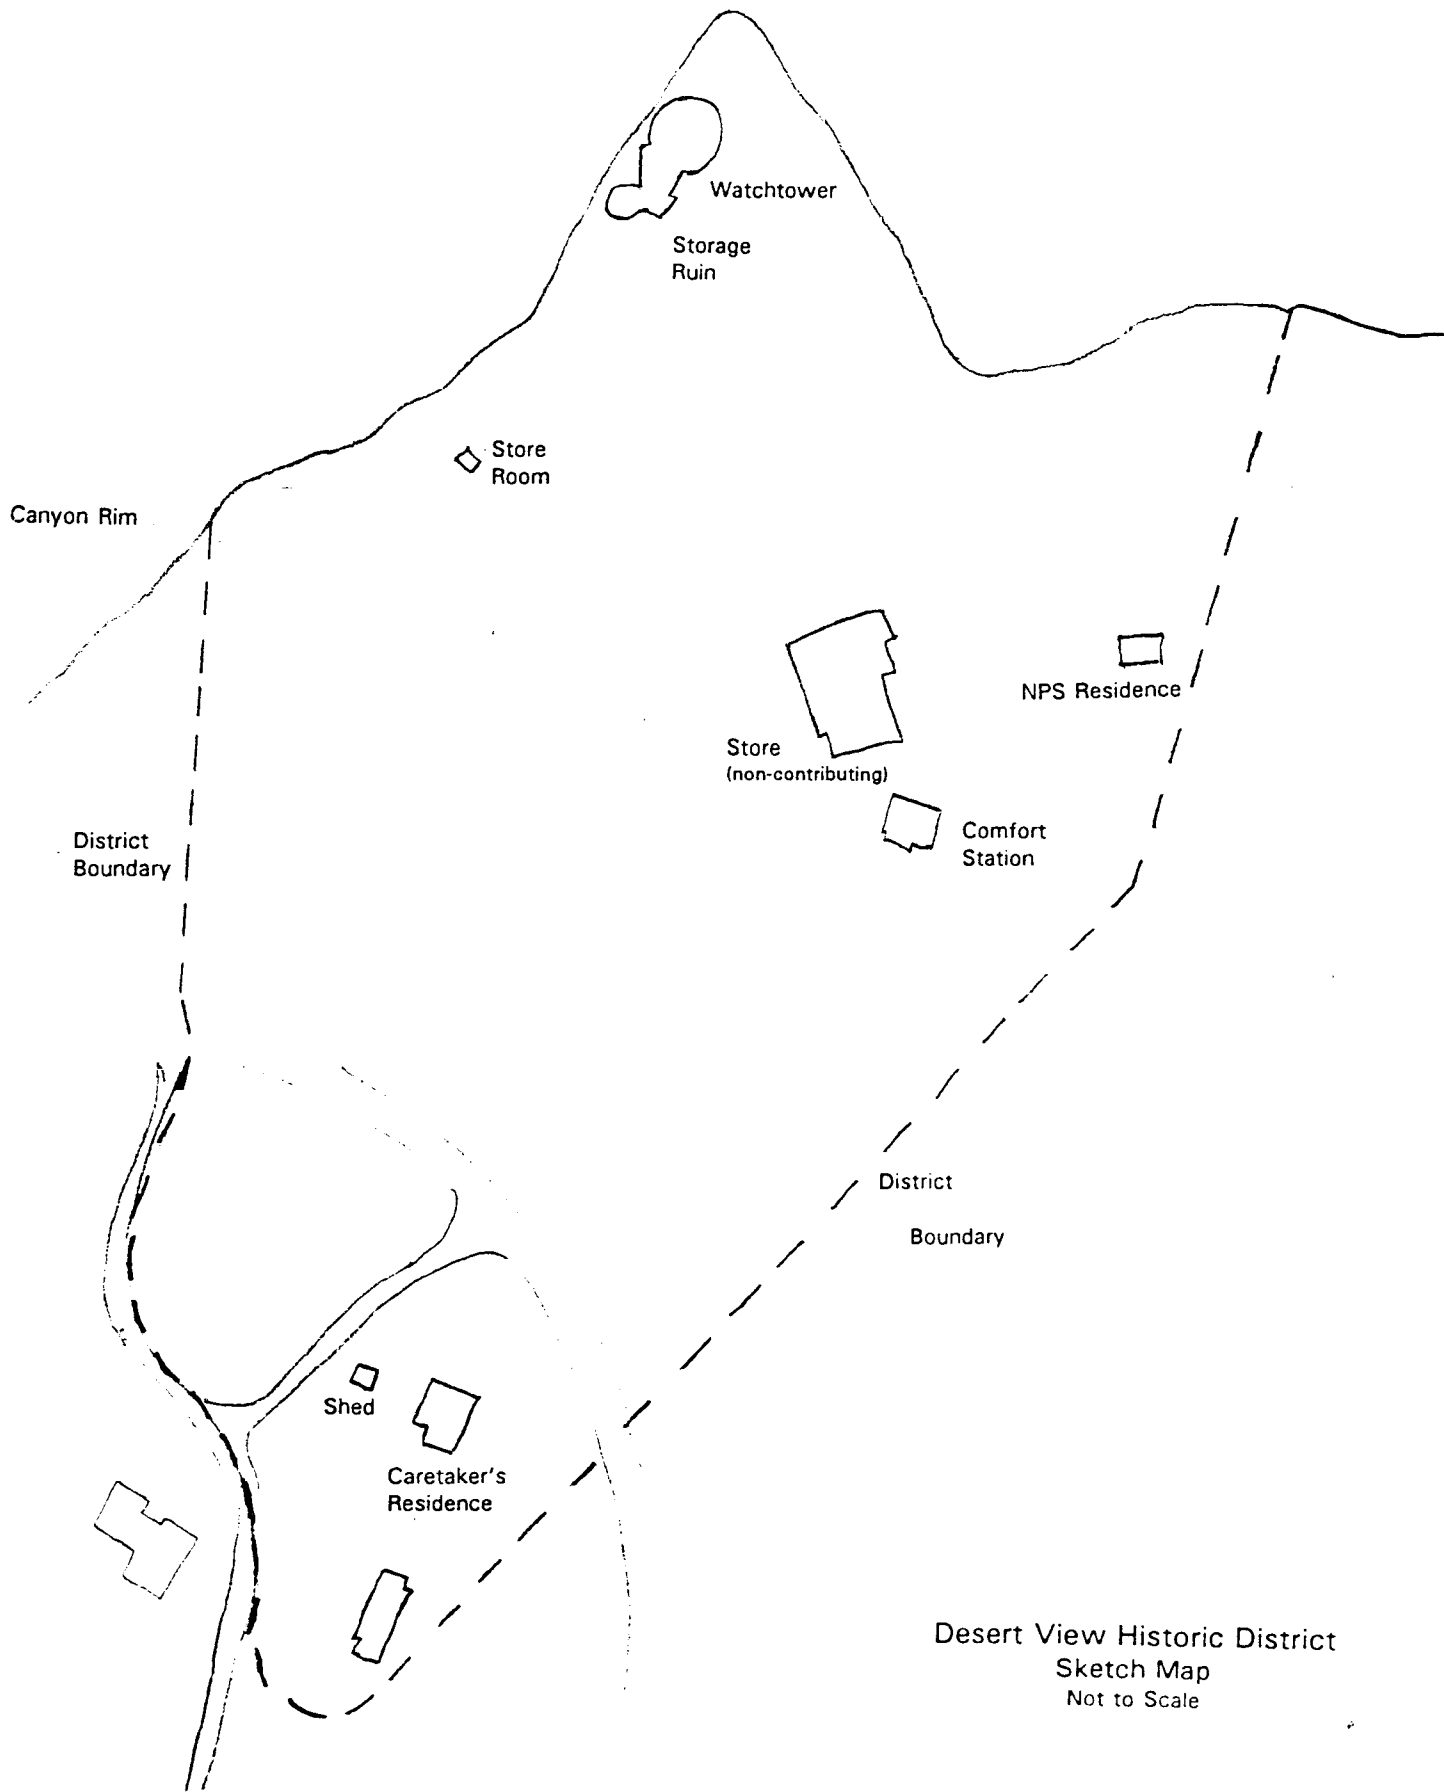 Watchtower
Storage
Ruin
Store
Room
Canyon Rim
NPS Residence
Store
(non-contributing)
Comfort
Station
District
Boundary
District
Boundary
Shed
Caretaker's
Residence
Desert View Historic District
Sketch Map
Not to Scale